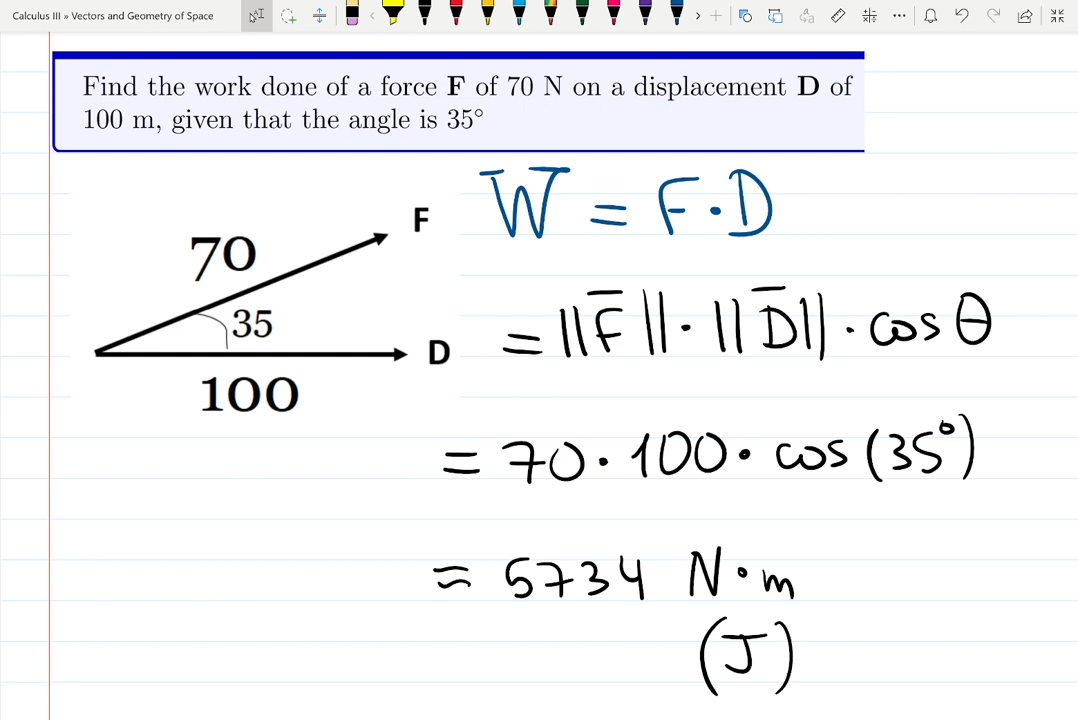 Calculus III » Vectors and Geometry of Space
Find the work done of a force F of 70 N on a displacement D of
100 m, given that the angle is 35°
W̅ = F·D
70
F
35
D
100
= ||F̅||·||D̅||·cos θ
= 70·100·cos(35°)
≈ 5734 N·m
(J)